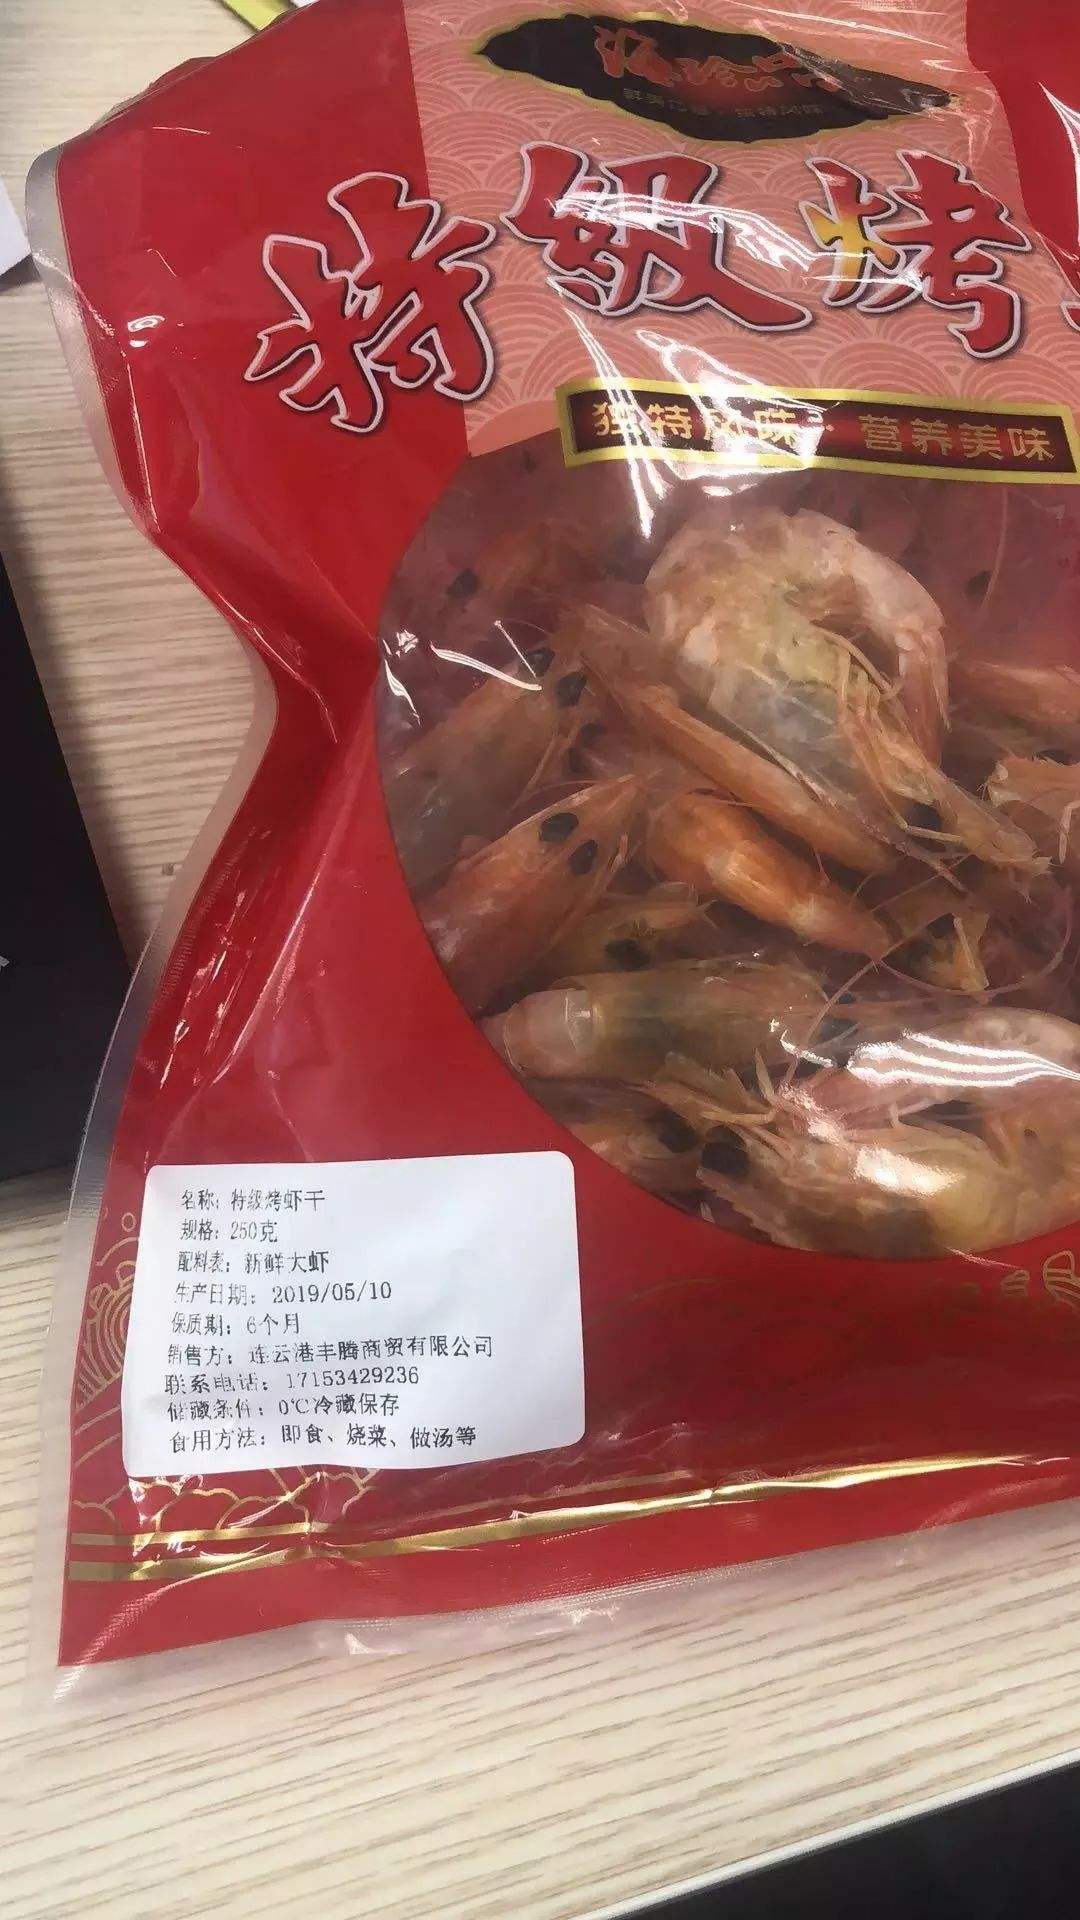 海珍品
特级烤
独特风味·营养美味
名称：特级烤虾干
规格：250克
配料表：新鲜大虾
生产日期：2019/05/10
保质期：6个月
销售方：连云港丰腾商贸有限公司
联系电话：17153429236
储藏条件：0℃冷藏保存
食用方法：即食、烧菜、做汤等